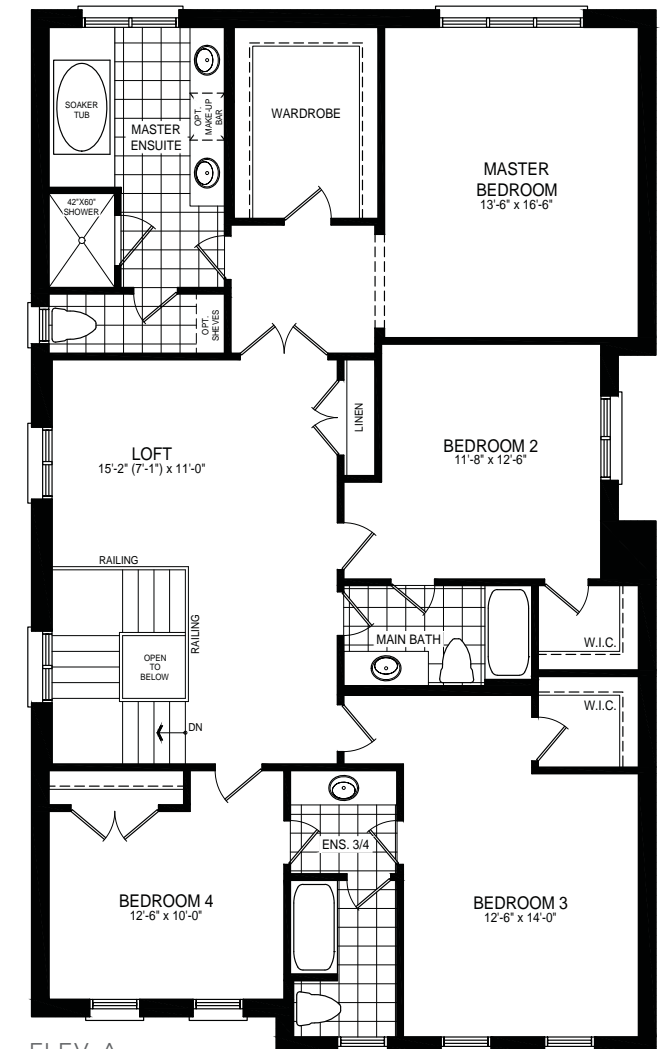 SOAKER
TUB
MASTER
ENSUITE
OPT.
MAKE-UP
BAR
WARDROBE
MASTER
BEDROOM
13'-6" x 16'-6"
42"X60"
SHOWER
OPT.
SHEVES
LINEN
LOFT
15'-2" (7'-1") x 11'-0"
BEDROOM 2
11'-8" x 12'-6"
RAILING
RAILING
OPEN
TO
BELOW
DN
MAIN BATH
W.I.C.
W.I.C.
ENS. 3/4
BEDROOM 4
12'-6" x 10'-0"
BEDROOM 3
12'-6" x 14'-0"
ELEV. A